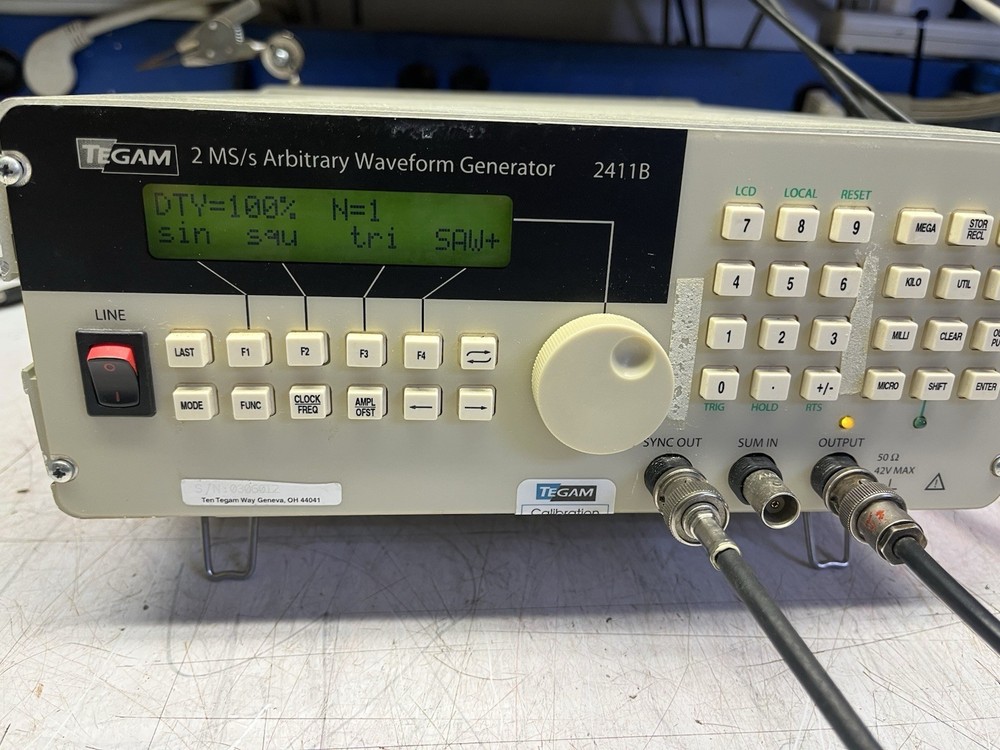 TEGAM 2 MS/s Arbitrary Waveform Generator 2411B
DTY=100% N=1
sin squ tri SAW+
LINE
LAST F1 F2 F3 F4
MODE FUNC CLOCK FREQ AMPL OFST
LCD LOCAL RESET
7 8 9 MEGA STOR RECL
4 5 6 KILO UTIL
1 2 3 MILLI CLEAR
0 . +/- MICRO SHIFT ENTER
TRIG HOLD RTS
SYNC OUT SUM IN OUTPUT
50 Ω
42V MAX
Ten Tegam Way Geneva, OH 44041
TEGAM
Calibration